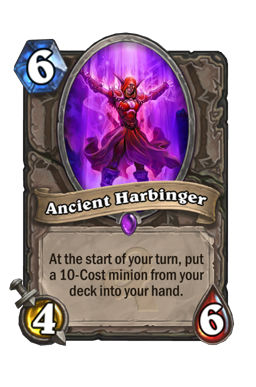 6
Ancient Harbinger
At the start of your turn, put
a 10-Cost minion from your
deck into your hand.
4
6